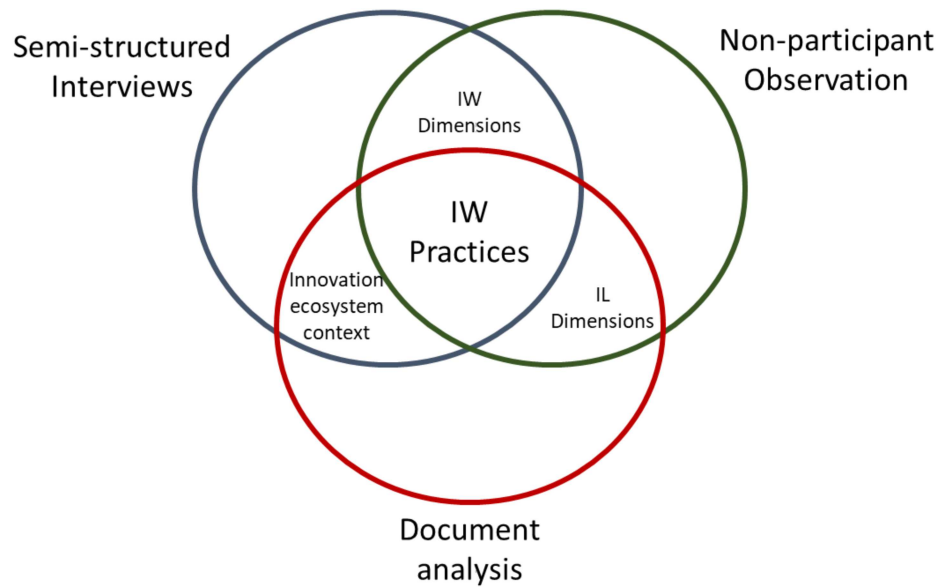 Semi-structured
Interviews
Non-participant
Observation
IW
Dimensions
IW
Practices
Innovation
ecosystem
context
IL
Dimensions
Document
analysis